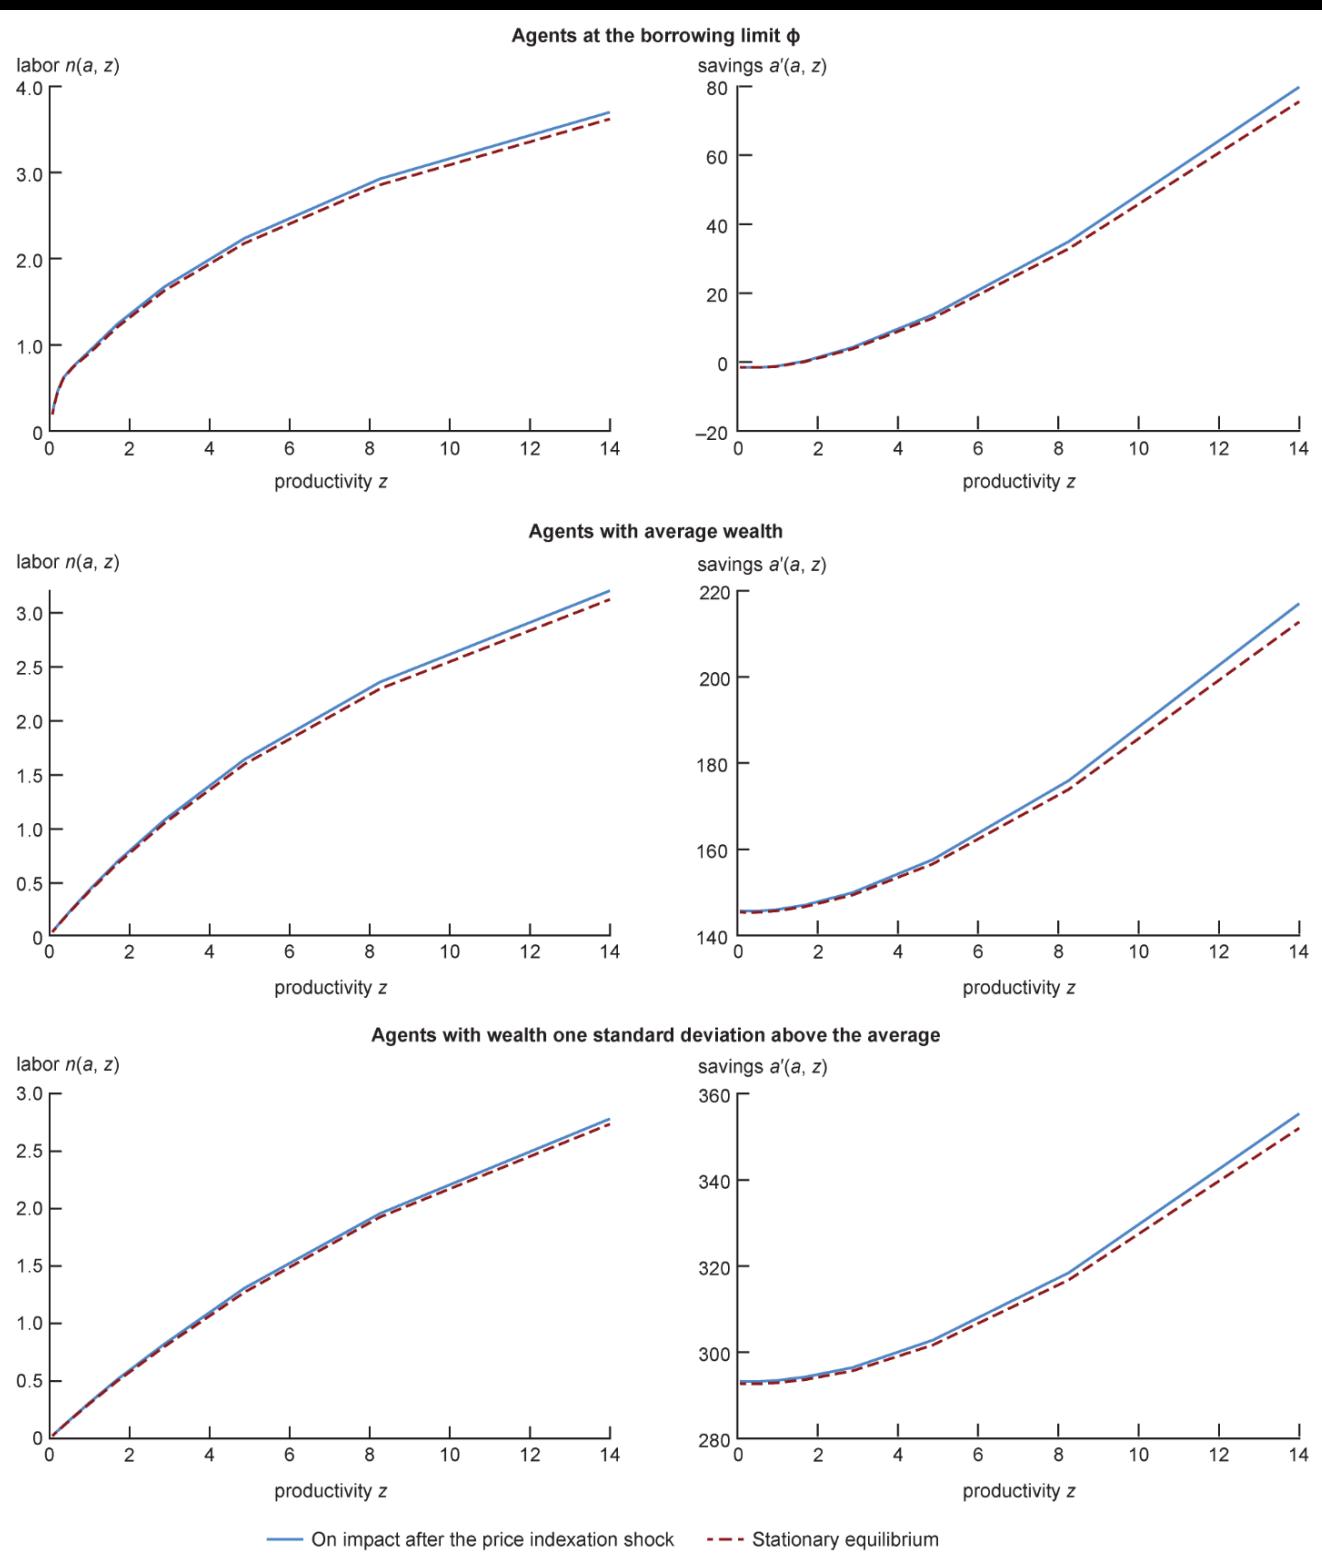 Agents at the borrowing limit ϕ
labor n(a, z)
4.0
3.0
2.0
1.0
0
0 2 4 6 8 10 12 14
productivity z
savings a′(a, z)
80
60
40
20
0
–20
0 2 4 6 8 10 12 14
productivity z
Agents with average wealth
labor n(a, z)
3.0
2.5
2.0
1.5
1.0
0.5
0
0 2 4 6 8 10 12 14
productivity z
savings a′(a, z)
220
200
180
160
140
0 2 4 6 8 10 12 14
productivity z
Agents with wealth one standard deviation above the average
labor n(a, z)
3.0
2.5
2.0
1.5
1.0
0.5
0
0 2 4 6 8 10 12 14
productivity z
savings a′(a, z)
360
340
320
300
280
0 2 4 6 8 10 12 14
productivity z
On impact after the price indexation shock Stationary equilibrium